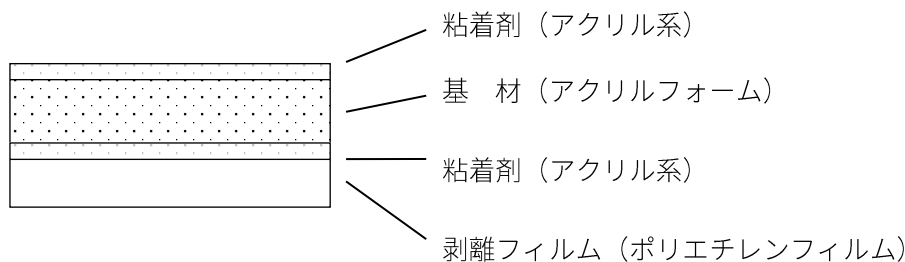 粘着剤（アクリル系）
基　材（アクリルフォーム）
粘着剤（アクリル系）
剥離フィルム（ポリエチレンフィルム）